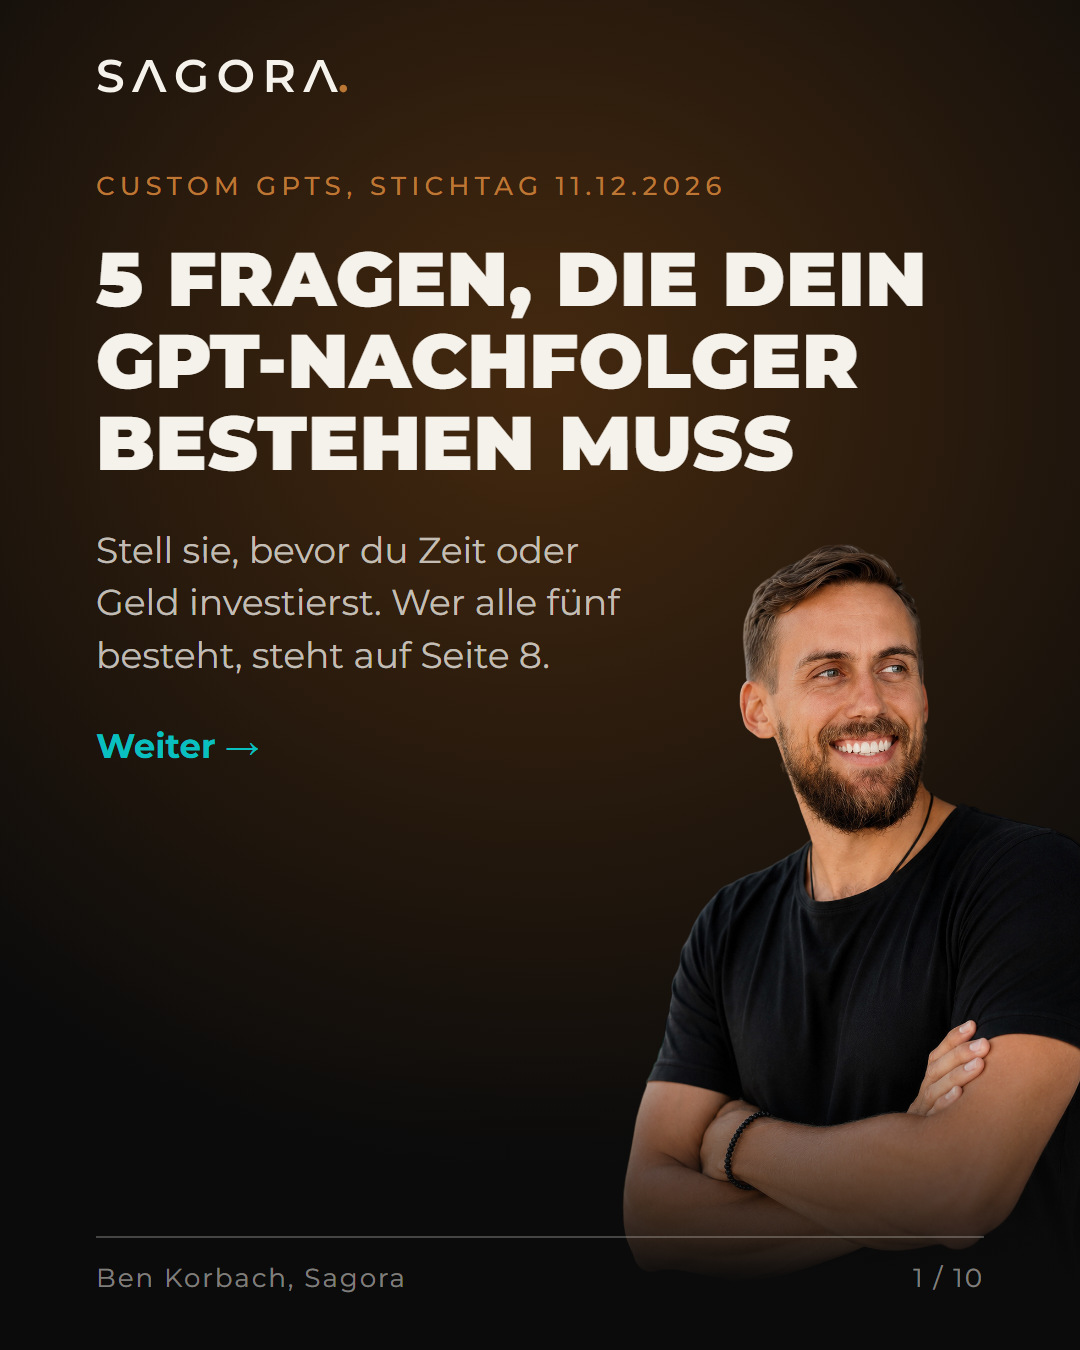 SAGORA.
CUSTOM GPTS, STICHTAG 11.12.2026
5 FRAGEN, DIE DEIN
GPT-NACHFOLGER
BESTEHEN MUSS
Stell sie, bevor du Zeit oder
Geld investierst. Wer alle fünf
besteht, steht auf Seite 8.
Weiter →
Ben Korbach, Sagora
1 / 10